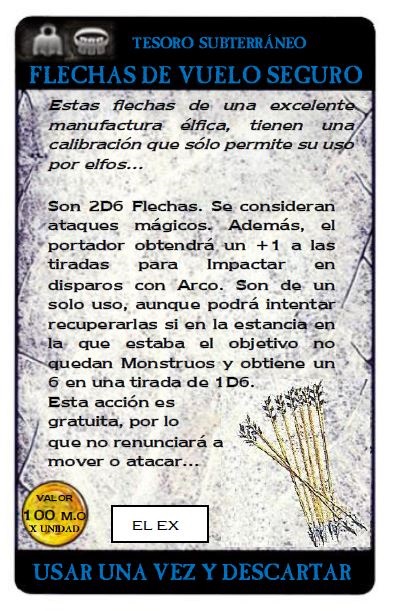 TESORO SUBTERRÁNEO
FLECHAS DE VUELO SEGURO
Estas flechas de una excelente
manufactura élfica, tienen una
calibración que sólo permite su uso
por elfos...
Son 2D6 Flechas. Se consideran
ataques mágicos. Además, el
portador obtendrá un +1 a las
tiradas para Impactar en
disparos con Arco. Son de un
solo uso, aunque podrá intentar
recuperarlas si en la estancia en
la que estaba el objetivo no
quedan Monstruos y obtiene un
6 en una tirada de 1D6.
Esta acción es
gratuita, por lo
que no renunciará a
mover o atacar...
VALOR
100 M.O
X UNIDAD
EL EX
USAR UNA VEZ Y DESCARTAR